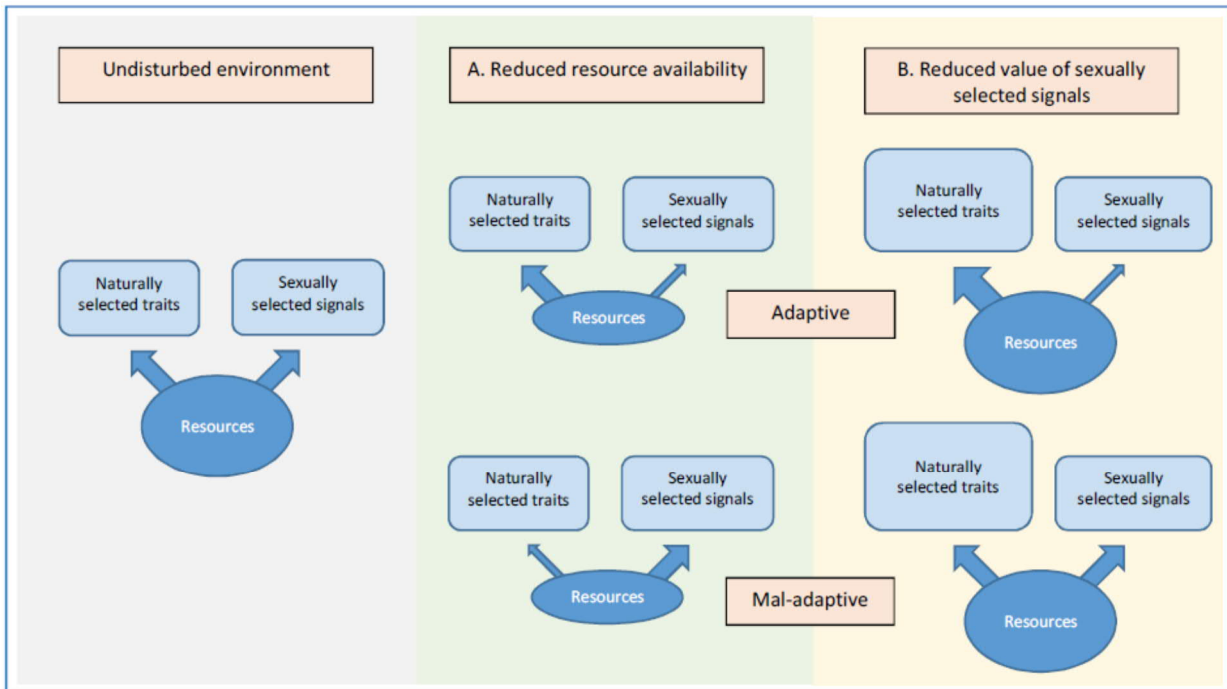 Undisturbed environment
Naturally
selected traits
Sexually
selected signals
Resources
A. Reduced resource availability
Naturally
selected traits
Sexually
selected signals
Resources
Adaptive
Naturally
selected traits
Sexually
selected signals
Resources
Mal-adaptive
B. Reduced value of sexually
selected signals
Naturally
selected traits
Sexually
selected signals
Resources
Naturally
selected traits
Sexually
selected signals
Resources